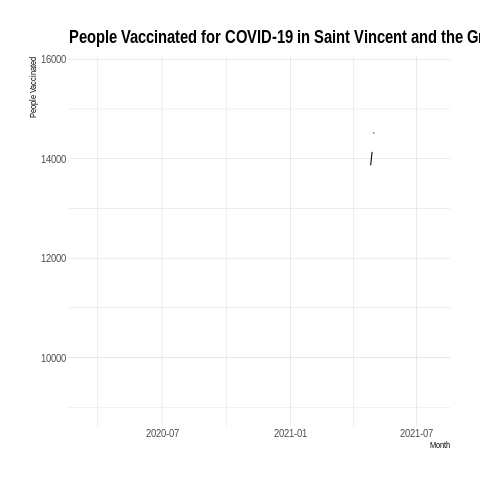 People Vaccinated for COVID-19 in Saint Vincent and the Gr
People Vaccinated
16000
14000
12000
10000
2020-07
2021-01
2021-07
Month